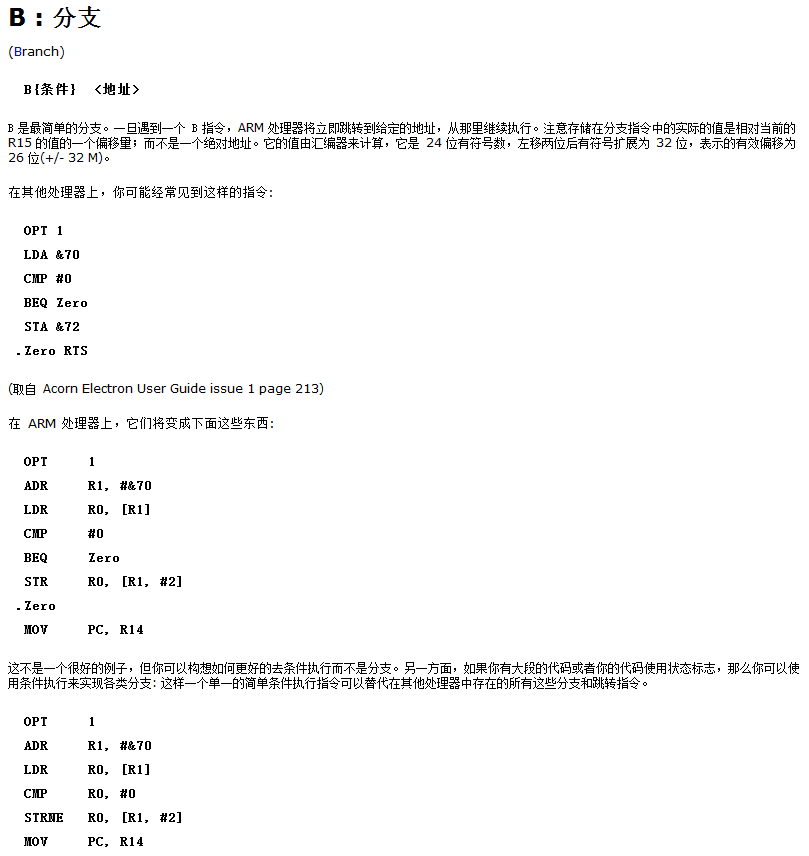 B : 分支
(Branch)
B{条件} <地址>
B 是最简单的分支。一旦遇到一个 B 指令，ARM 处理器将立即跳转到给定的地址，从那里继续执行。注意存储在分支指令中的实际的值是相对当前的
R15 的值的一个偏移量；而不是一个绝对地址。它的值由汇编器来计算，它是 24 位有符号数，左移两位后有符号扩展为 32 位，表示的有效偏移为
26 位(+/- 32 M)。
在其他处理器上，你可能经常见到这样的指令:
OPT 1
LDA &70
CMP #0
BEQ Zero
STA &72
.Zero RTS
(取自 Acorn Electron User Guide issue 1 page 213)
在 ARM 处理器上，它们将变成下面这些东西:
OPT 1
ADR R1, #&70
LDR R0, [R1]
CMP #0
BEQ Zero
STR R0, [R1, #2]
.Zero
MOV PC, R14
这不是一个很好的例子，但你可以构想如何更好的去条件执行而不是分支。另一方面，如果你有大段的代码或者你的代码使用状态标志，那么你可以使
用条件执行来实现各类分支: 这样一个单一的简单条件执行指令可以替代在其他处理器中存在的所有这些分支和跳转指令。
OPT 1
ADR R1, #&70
LDR R0, [R1]
CMP R0, #0
STRNE R0, [R1, #2]
MOV PC, R14